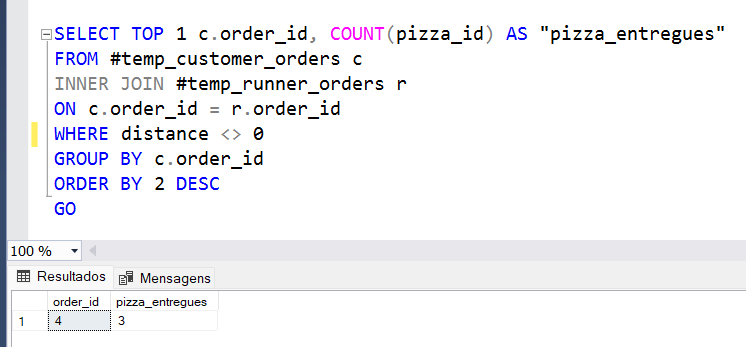 SELECT TOP 1 c.order_id, COUNT(pizza_id) AS "pizza_entregues"
FROM #temp_customer_orders c
INNER JOIN #temp_runner_orders r
ON c.order_id = r.order_id
WHERE distance <> 0
GROUP BY c.order_id
ORDER BY 2 DESC
GO
100 %
Resultados Mensagens
order_id pizza_entregues
1 4 3